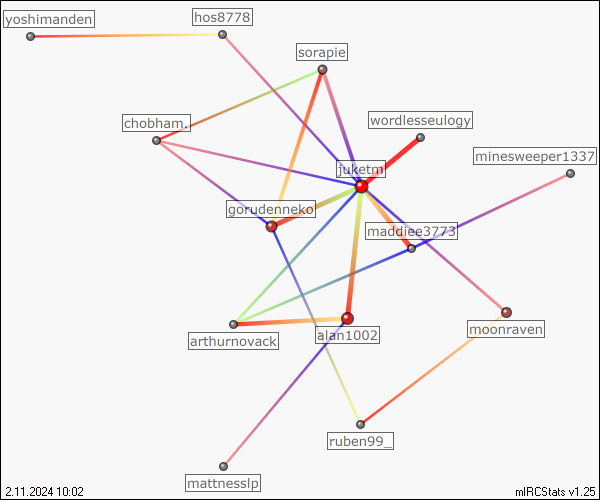 yoshimanden
hos8778
sorapie
wordlesseulogy
chobham.
minesweeper1337
juketm
gorudenneko
maddiee3773
moonraven
alan1002
arthurnovack
ruben99_
mattnesslp
2.11.2024 10:02
mIRCStats v1.25